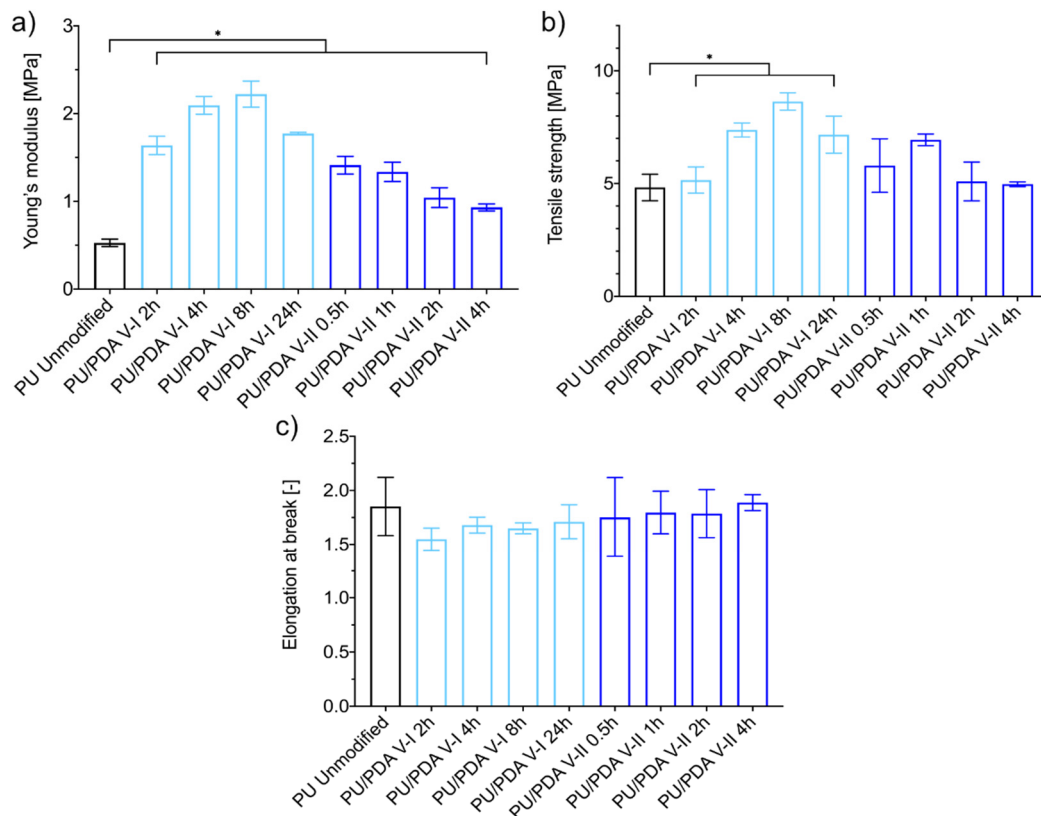 a)
Young's modulus [MPa]
3
2
1
0
*
PU Unmodified
PU/PDA V-I 2h
PU/PDA V-I 4h
PU/PDA V-I 8h
PU/PDA V-I 24h
PU/PDA V-II 0.5h
PU/PDA V-II 1h
PU/PDA V-II 2h
PU/PDA V-II 4h
b)
Tensile strength [MPa]
10
5
0
*
PU Unmodified
PU/PDA V-I 2h
PU/PDA V-I 4h
PU/PDA V-I 8h
PU/PDA V-I 24h
PU/PDA V-II 0.5h
PU/PDA V-II 1h
PU/PDA V-II 2h
PU/PDA V-II 4h
c)
Elongation at break [-]
2.5
2.0
1.5
1.0
0.5
0.0
PU Unmodified
PU/PDA V-I 2h
PU/PDA V-I 4h
PU/PDA V-I 8h
PU/PDA V-I 24h
PU/PDA V-II 0.5h
PU/PDA V-II 1h
PU/PDA V-II 2h
PU/PDA V-II 4h